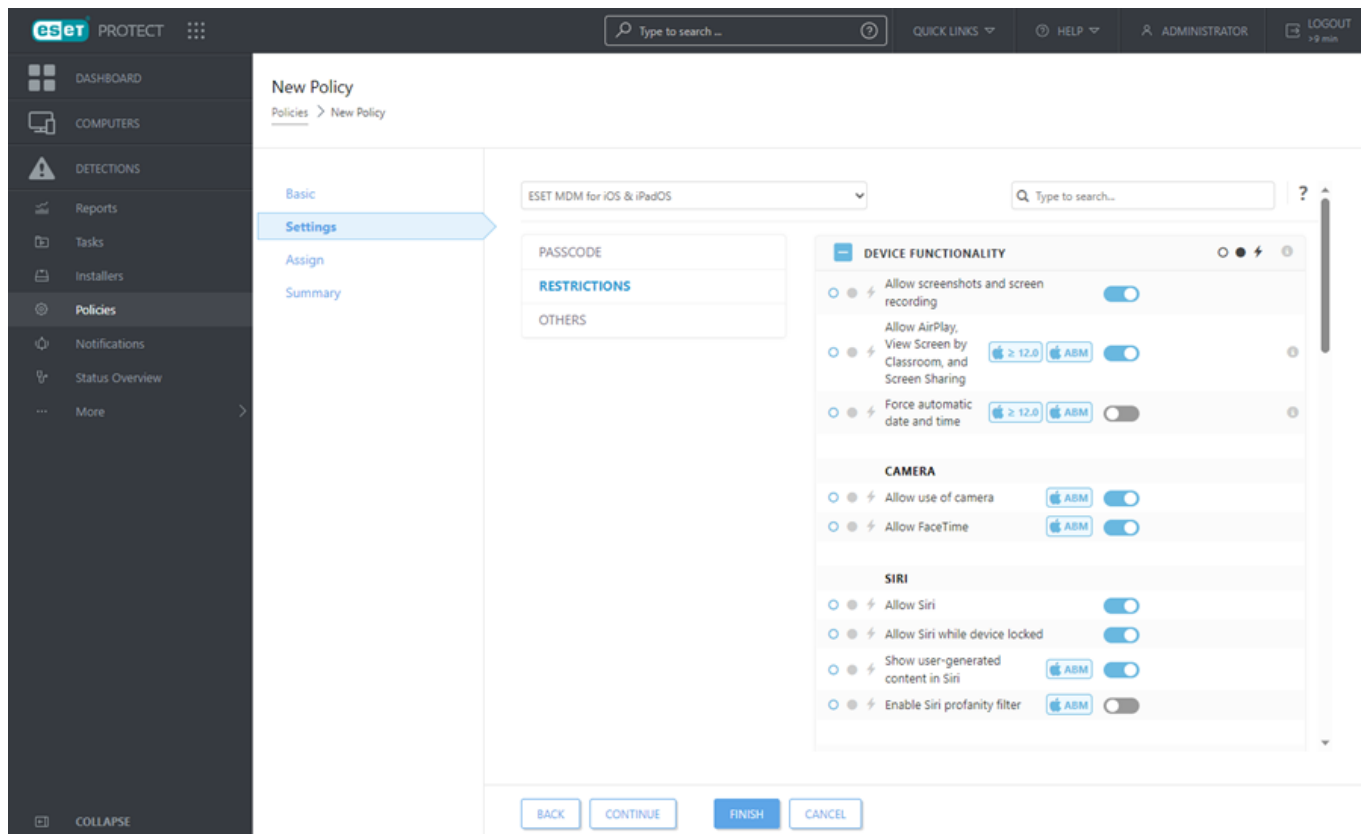 eset PROTECT
Type to search ...
QUICK LINKS
HELP
ADMINISTRATOR
LOGOUT
>9 min
DASHBOARD
COMPUTERS
DETECTIONS
Reports
Tasks
Installers
Policies
Notifications
Status Overview
More
COLLAPSE
New Policy
Policies > New Policy
Basic
Settings
Assign
Summary
ESET MDM for iOS & iPadOS
Type to search...
?
PASSCODE
RESTRICTIONS
OTHERS
DEVICE FUNCTIONALITY
Allow screenshots and screen
recording
Allow AirPlay,
View Screen by
Classroom, and
Screen Sharing
≥ 12.0 ABM
Force automatic
date and time
≥ 12.0 ABM
CAMERA
Allow use of camera ABM
Allow FaceTime ABM
SIRI
Allow Siri
Allow Siri while device locked
Show user-generated
content in Siri
ABM
Enable Siri profanity filter ABM
BACK
CONTINUE
FINISH
CANCEL